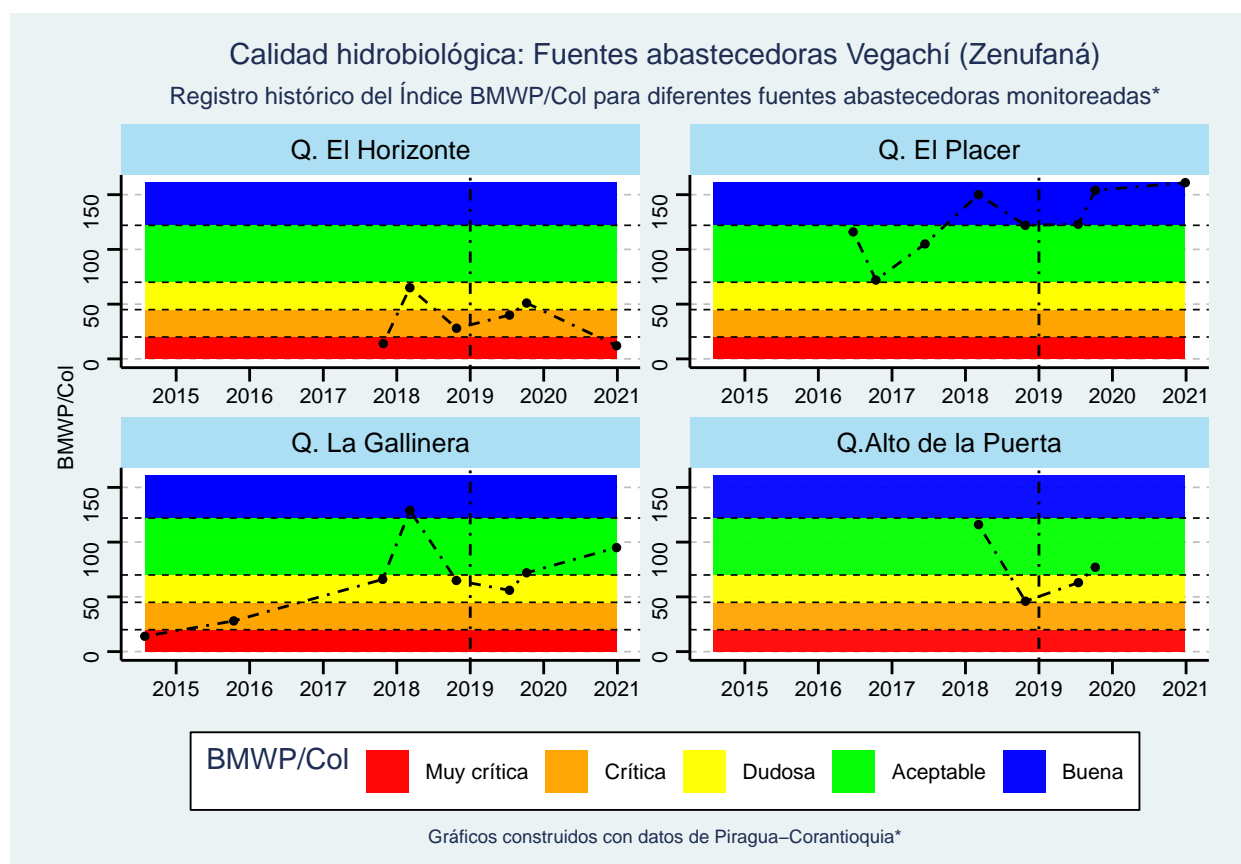 Calidad hidrobiológica: Fuentes abastecedoras Vegachí (Zenufaná)
Registro histórico del Índice BMWP/Col para diferentes fuentes abastecedoras monitoreadas*
Q. El Horizonte
0 50 100 150
2015 2016 2017 2018 2019 2020 2021
Q. El Placer
0 50 100 150
2015 2016 2017 2018 2019 2020 2021
BMWP/Col
Q. La Gallinera
0 50 100 150
2015 2016 2017 2018 2019 2020 2021
Q.Alto de la Puerta
0 50 100 150
2015 2016 2017 2018 2019 2020 2021
BMWP/Col Muy crítica Crítica Dudosa Aceptable Buena
Gráficos construidos con datos de Piragua−Corantioquia*